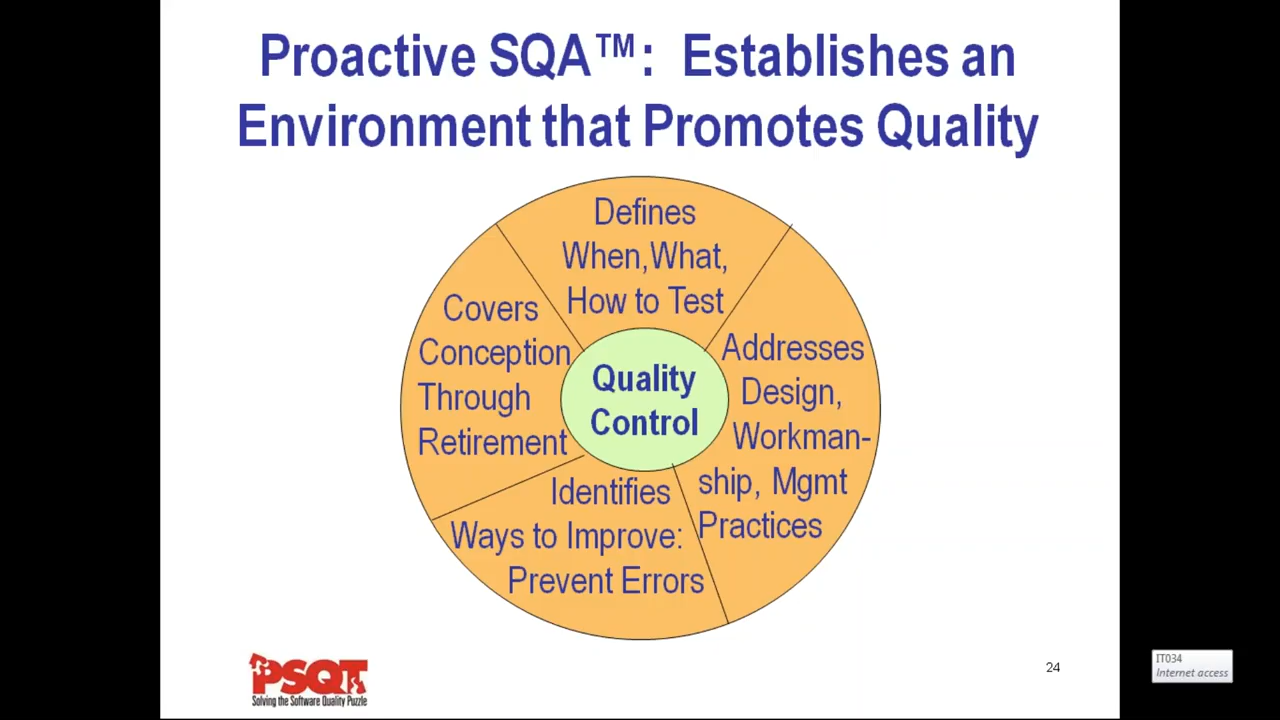 Proactive SQA™: Establishes an
Environment that Promotes Quality
Defines
When,What,
How to Test
Covers
Conception
Through
Retirement
Quality
Control
Addresses
Design,
Workman-
ship, Mgmt
Practices
Identifies
Ways to Improve:
Prevent Errors
PSQT
Solving the Software Quality Puzzle
24
IT034
Internet access